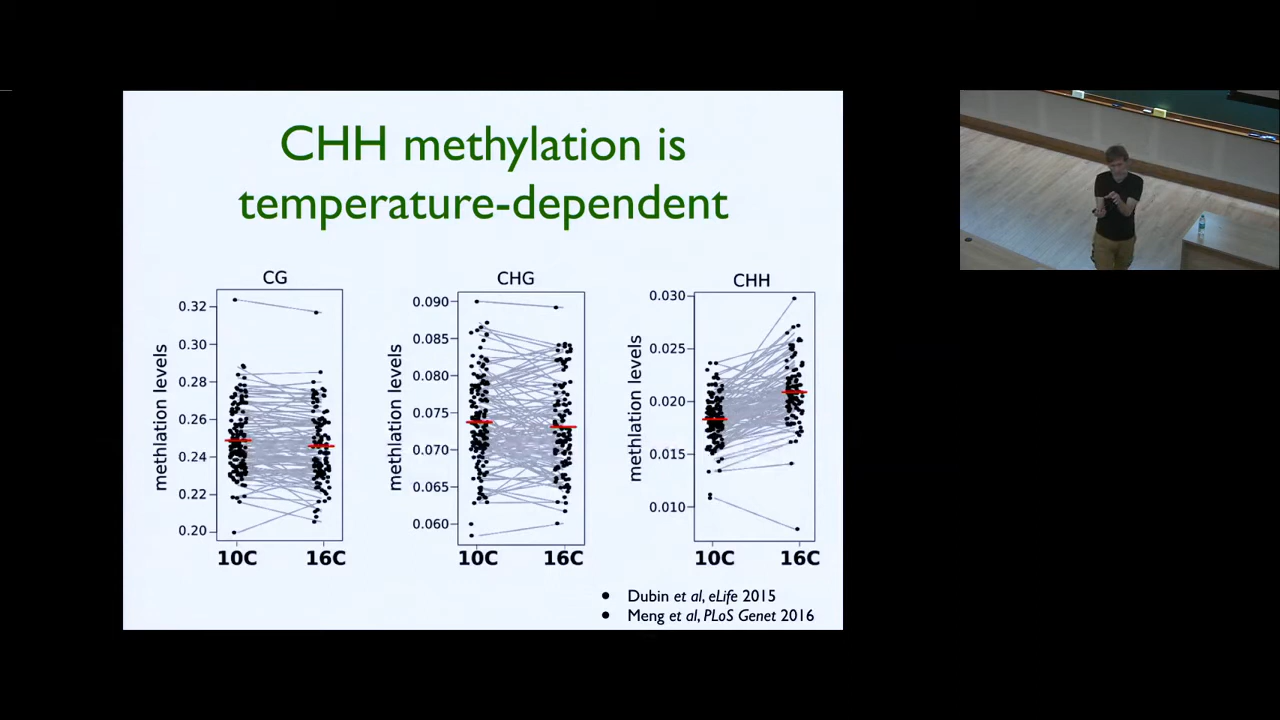 CHH methylation is
temperature-dependent
CG
methlation levels
0.32
0.30
0.28
0.26
0.24
0.22
0.20
10C 16C
CHG
methlation levels
0.090
0.085
0.080
0.075
0.070
0.065
0.060
10C 16C
CHH
methlation levels
0.030
0.025
0.020
0.015
0.010
10C 16C
• Dubin et al, eLife 2015
• Meng et al, PLoS Genet 2016